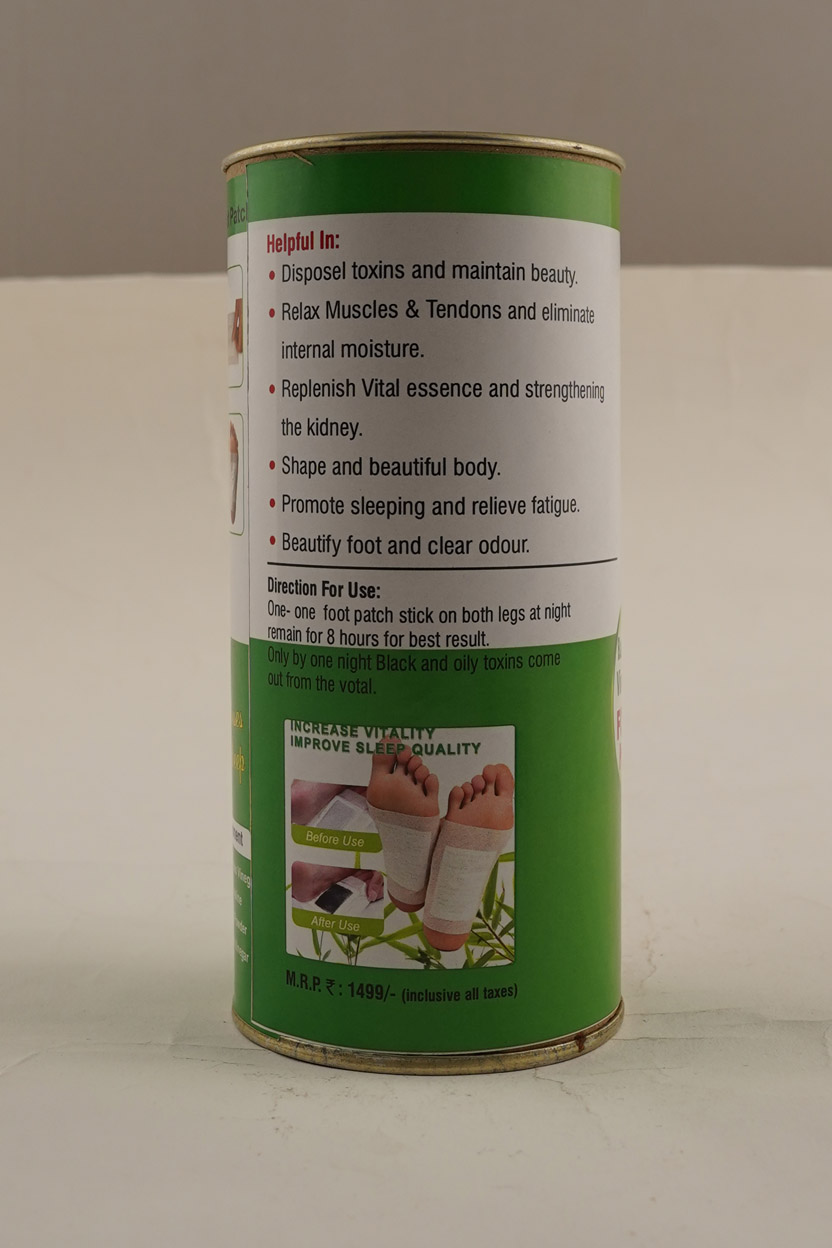 Patc
Helpful In:
• Disposel toxins and maintain beauty.
• Relax Muscles & Tendons and eliminate
internal moisture.
• Replenish Vital essence and strengthening
the kidney.
• Shape and beautiful body.
• Promote sleeping and relieve fatigue.
• Beautify foot and clear odour.
Direction For Use:
One- one foot patch stick on both legs at night
remain for 8 hours for best result.
Only by one night Black and oily toxins come
out from the votal.
INCREASE VITALITY
IMPROVE SLEEP QUALITY
Before Use
After Use
M.R.P. ₹ : 1499/- (inclusive all taxes)